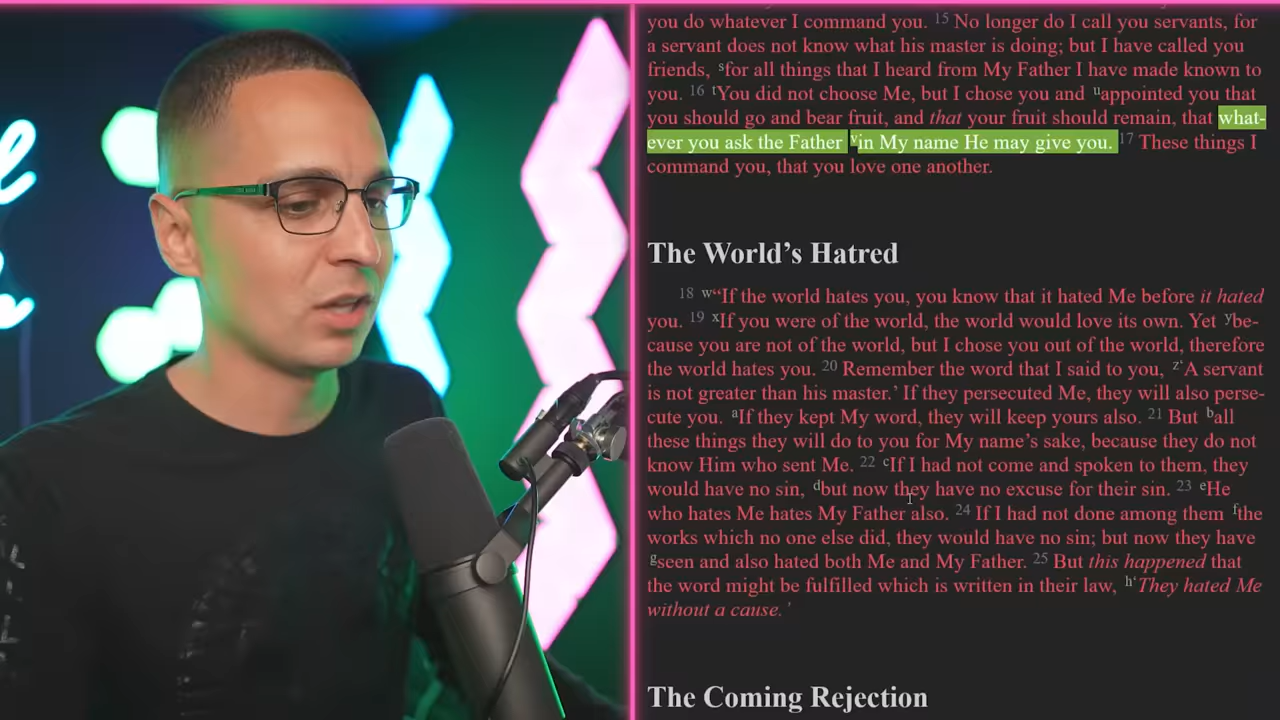 you do whatever I command you. 15 No longer do I call you servants, for
a servant does not know what his master is doing; but I have called you
friends, sfor all things that I heard from My Father I have made known to
you. 16 tYou did not choose Me, but I chose you and uappointed you that
you should go and bear fruit, and that your fruit should remain, that what-
ever you ask the Father vin My name He may give you. 17 These things I
command you, that you love one another.
The World’s Hatred
18 w“If the world hates you, you know that it hated Me before it hated
you. 19 xIf you were of the world, the world would love its own. Yet ybe-
cause you are not of the world, but I chose you out of the world, therefore
the world hates you. 20 Remember the word that I said to you, z‘A servant
is not greater than his master.’ If they persecuted Me, they will also perse-
cute you. aIf they kept My word, they will keep yours also. 21 But ball
these things they will do to you for My name’s sake, because they do not
know Him who sent Me. 22 cIf I had not come and spoken to them, they
would have no sin, dbut now they have no excuse for their sin. 23 eHe
who hates Me hates My Father also. 24 If I had not done among them fthe
works which no one else did, they would have no sin; but now they have
gseen and also hated both Me and My Father. 25 But this happened that
the word might be fulfilled which is written in their law, h‘They hated Me
without a cause.’
The Coming Rejection